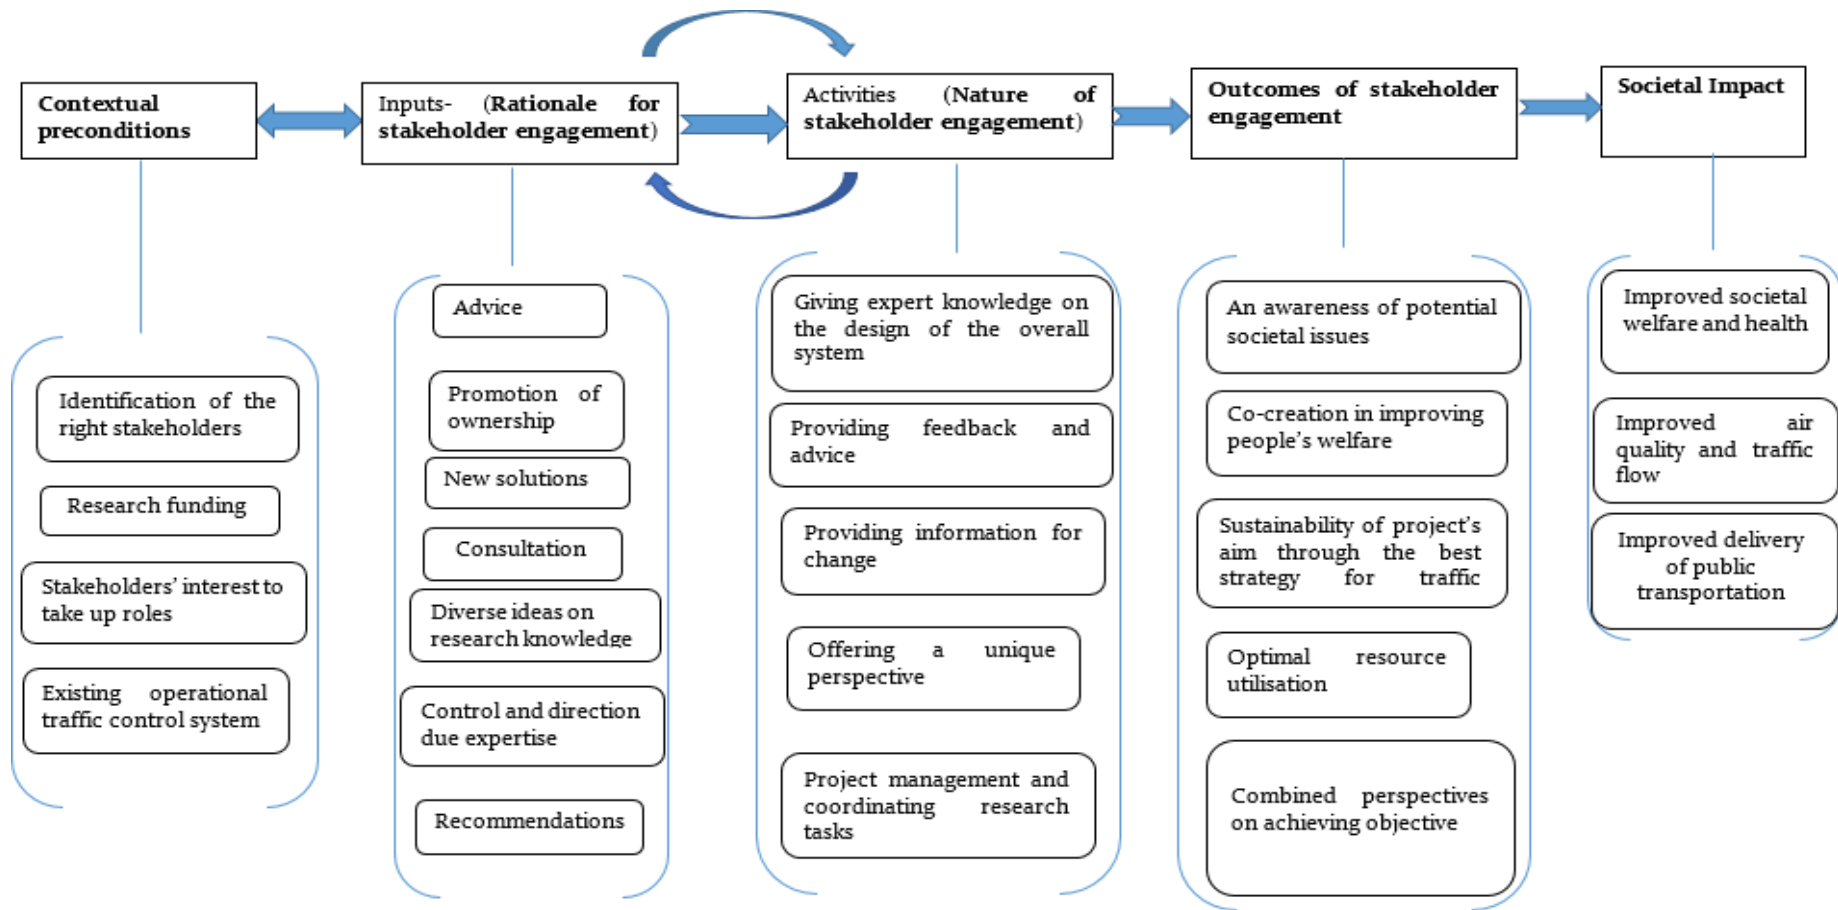 Contextual
preconditions
Inputs- (Rationale for
stakeholder engagement)
Activities (Nature of
stakeholder engagement)
Outcomes of stakeholder
engagement
Societal Impact
Identification of the
right stakeholders
Research funding
Stakeholders' interest to
take up roles
Existing operational
traffic control system
Advice
Promotion of
ownership
New solutions
Consultation
Diverse ideas on
research knowledge
Control and direction
due expertise
Recommendations
Giving expert knowledge on
the design of the overall
system
Providing feedback and
advice
Providing information for
change
Offering a unique
perspective
Project management and
coordinating research
tasks
An awareness of potential
societal issues
Co-creation in improving
people's welfare
Sustainability of project's
aim through the best
strategy for traffic
Optimal resource
utilisation
Combined perspectives
on achieving objective
Improved societal
welfare and health
Improved air
quality and traffic
flow
Improved delivery
of public
transportation